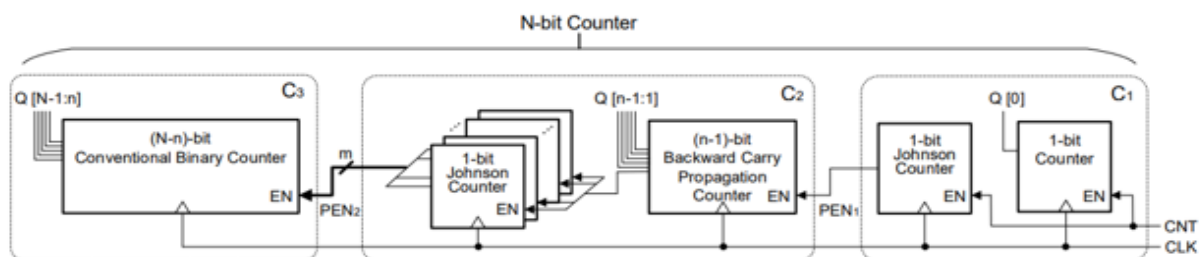 N-bit Counter
C3
Q [N-1:n]
(N-n)-bit
Conventional Binary Counter
EN
m
PEN2
C2
Q [n-1:1]
1-bit
Johnson
Counter
EN
(n-1)-bit
Backward Carry
Propagation
Counter
EN
PEN1
C1
Q [0]
1-bit
Johnson
Counter
EN
1-bit
Counter
EN
CNT
CLK